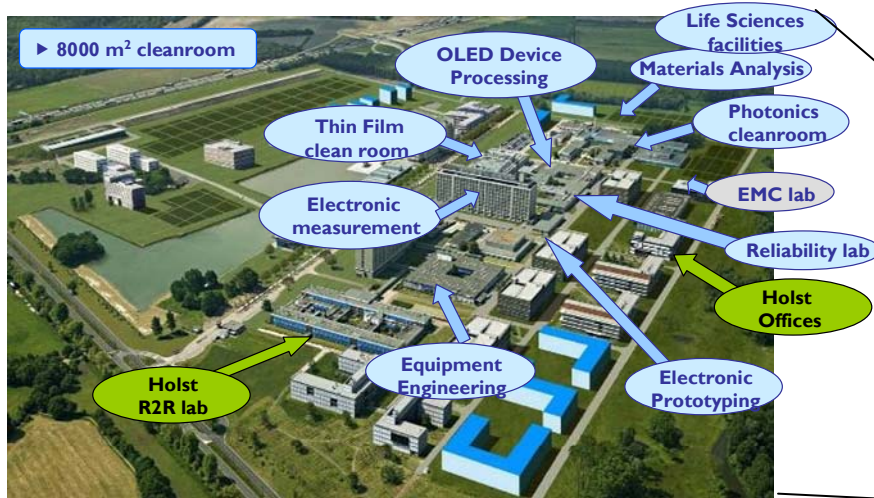 ▶ 8000 m² cleanroom
Life Sciences
facilities
OLED Device
Processing
Materials Analysis
Thin Film
clean room
Photonics
cleanroom
EMC lab
Electronic
measurement
Reliability lab
Holst
Offices
Equipment
Engineering
Electronic
Prototyping
Holst
R2R lab